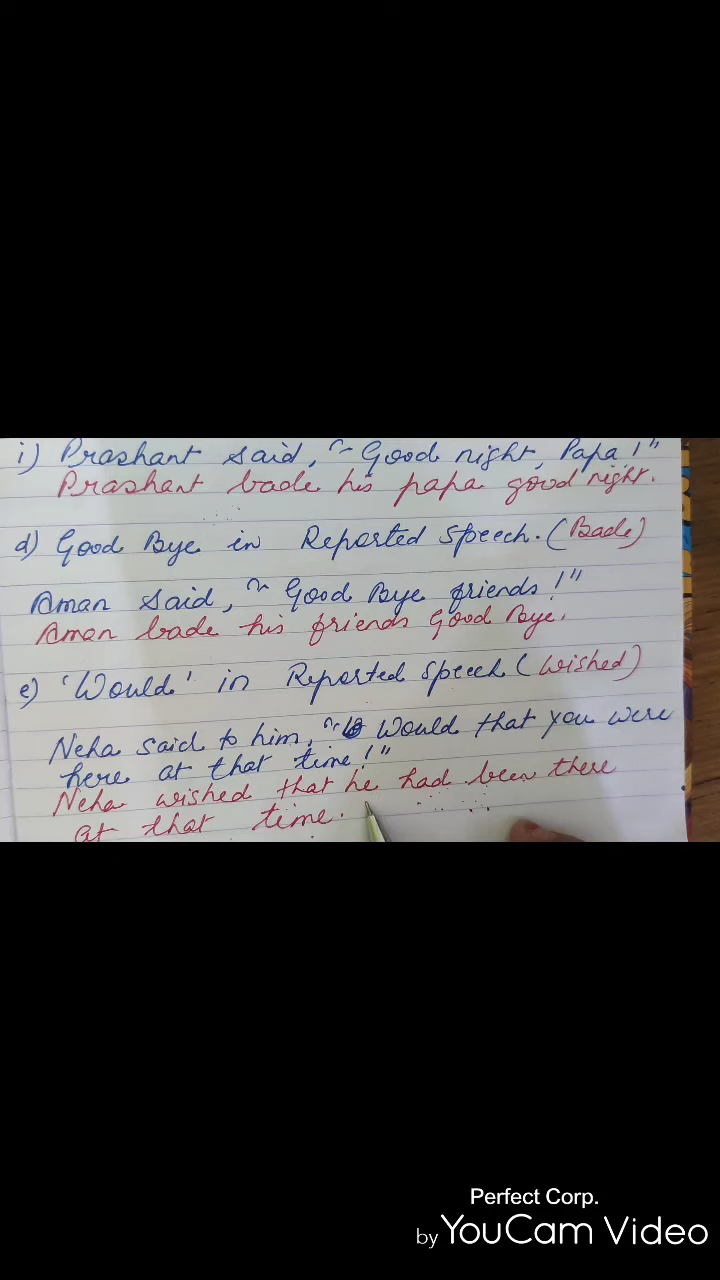 i) Prashant said, "Good night, Papa!"
Prashant bade his papa good night.
d) Good Bye in Reported Speech. (Bade)
Aman said, "Good Bye friends!"
Aman bade his friends Good Bye.
e) 'Would' in Reported Speech (Wished)
Neha said to him, "Would that you were
here at that time!"
Neha wished that he had been there
at that time.
Perfect Corp.
by YouCam Video